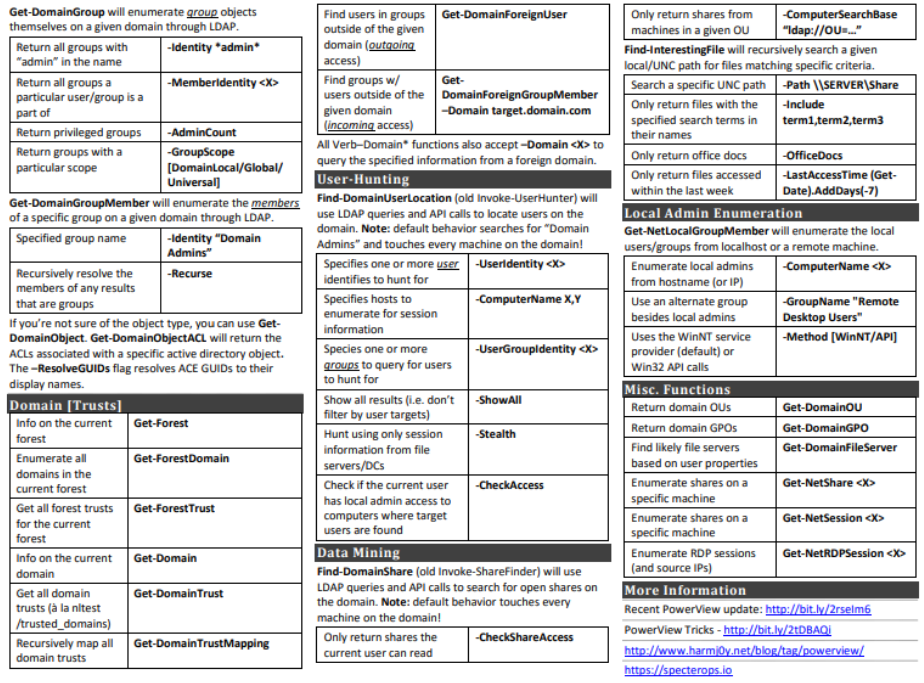 Get-DomainGroup will enumerate group objects
themselves on a given domain through LDAP.
Return all groups with
"admin" in the name
-Identity *admin*
Return all groups a
particular user/group is a
part of
-MemberIdentity <X>
Return privileged groups
-AdminCount
Return groups with a
particular scope
-GroupScope
[DomainLocal/Global/
Universal]
Get-DomainGroupMember will enumerate the members
of a specific group on a given domain through LDAP.
Specified group name
-Identity "Domain
Admins"
Recursively resolve the
members of any results
that are groups
-Recurse
If you're not sure of the object type, you can use Get-
DomainObject. Get-DomainObjectACL will return the
ACLs associated with a specific active directory object.
The –ResolveGUIDs flag resolves ACE GUIDs to their
display names.
Domain [Trusts]
Info on the current
forest
Get-Forest
Enumerate all
domains in the
current forest
Get-ForestDomain
Get all forest trusts
for the current
forest
Get-ForestTrust
Info on the current
domain
Get-Domain
Get all domain
trusts (à la nltest
/trusted_domains)
Get-DomainTrust
Recursively map all
domain trusts
Get-DomainTrustMapping
Find users in groups
outside of the given
domain (outgoing
access)
Get-DomainForeignUser
Find groups w/
users outside of the
given domain
(incoming access)
Get-
DomainForeignGroupMember
–Domain target.domain.com
All Verb–Domain* functions also accept –Domain <X> to
query the specified information from a foreign domain.
User-Hunting
Find-DomainUserLocation (old Invoke-UserHunter) will
use LDAP queries and API calls to locate users on the
domain. Note: default behavior searches for "Domain
Admins" and touches every machine on the domain!
Specifies one or more user
identifies to hunt for
-UserIdentity <X>
Specifies hosts to
enumerate for session
information
-ComputerName X,Y
Species one or more
groups to query for users
to hunt for
-UserGroupIdentity <X>
Show all results (i.e. don't
filter by user targets)
-ShowAll
Hunt using only session
information from file
servers/DCs
-Stealth
Check if the current user
has local admin access to
computers where target
users are found
-CheckAccess
Data Mining
Find-DomainShare (old Invoke-ShareFinder) will use
LDAP queries and API calls to search for open shares on
the domain. Note: default behavior touches every
machine on the domain!
Only return shares the
current user can read
-CheckShareAccess
Only return shares from
machines in a given OU
-ComputerSearchBase
"ldap://OU=…"
Find-InterestingFile will recursively search a given
local/UNC path for files matching specific criteria.
Search a specific UNC path
-Path \\SERVER\Share
Only return files with the
specified search terms in
their names
-Include
term1,term2,term3
Only return office docs
-OfficeDocs
Only return files accessed
within the last week
-LastAccessTime (Get-
Date).AddDays(-7)
Local Admin Enumeration
Get-NetLocalGroupMember will enumerate the local
users/groups from localhost or a remote machine.
Enumerate local admins
from hostname (or IP)
-ComputerName <X>
Use an alternate group
besides local admins
-GroupName "Remote
Desktop Users"
Uses the WinNT service
provider (default) or
Win32 API calls
-Method [WinNT/API]
Misc. Functions
Return domain OUs
Get-DomainOU
Return domain GPOs
Get-DomainGPO
Find likely file servers
based on user properties
Get-DomainFileServer
Enumerate shares on a
specific machine
Get-NetShare <X>
Enumerate shares on a
specific machine
Get-NetSession <X>
Enumerate RDP sessions
(and source IPs)
Get-NetRDPSession <X>
More Information
Recent PowerView update: http://bit.ly/2rseIm6
PowerView Tricks - http://bit.ly/2tDBAQj
http://www.harmj0y.net/blog/tag/powerview/
https://specterops.io